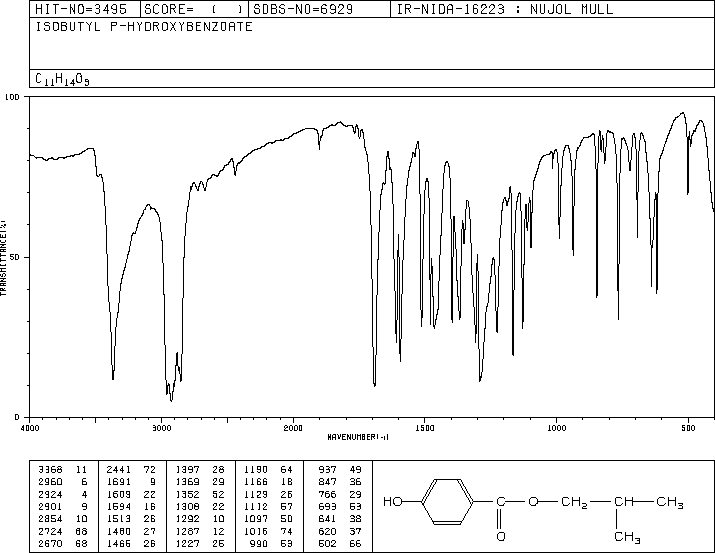 HIT-NO=3495 SCORE= ( ) SDBS-NO=6929 IR-NIDA-16223 : NUJOL MULL
ISOBUTYL P-HYDROXYBENZOATE
C11H14O3
100
50
0
TRANSMITTANCE(%)
4000 3000 2000 1500 1000 500
WAVENUMBER(-1)
3368 11 2441 72 1397 28 1190 64 937 49
2960 6 1691 9 1369 29 1166 18 847 36
2924 4 1609 22 1352 52 1129 26 766 29
2901 9 1594 16 1308 22 1112 57 693 53
2854 10 1513 26 1292 10 1097 50 641 38
2724 68 1480 27 1287 12 1016 74 620 37
2670 68 1465 26 1227 25 990 53 502 66
HO C O CH2 CH CH3
O CH3